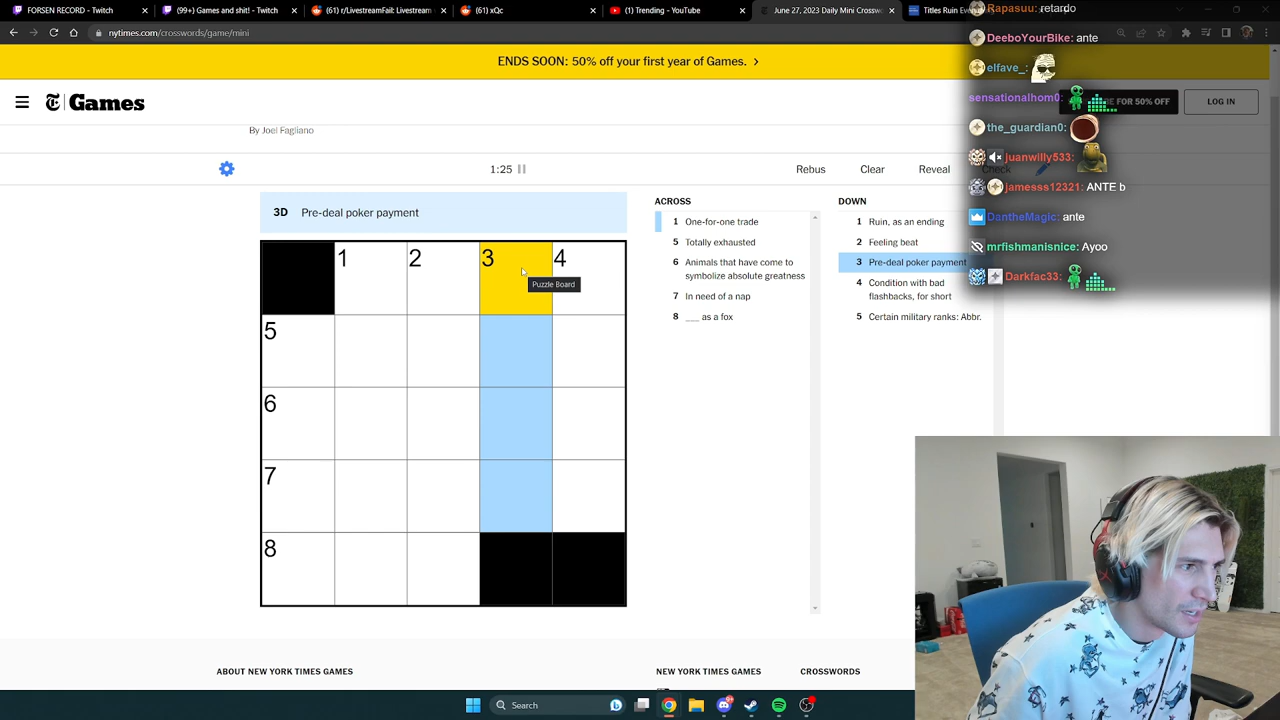 FORSEN RECORD - Twitch
(99+) Games and shit! - Twitch
(61) r/LivestreamFail: Livestream
(61) xQc
(1) Trending - YouTube
June 27, 2023 Daily Mini Crossw
Titles Ruin Eve
nytimes.com/crosswords/game/mini
ENDS SOON: 50% off your first year of Games.
Games
FOR 50% OFF
LOG IN
By Joel Fagliano
1:25
Rebus
Clear
Reveal
Check
3D Pre-deal poker payment
1
2
3
4
Puzzle Board
5
6
7
8
ACROSS
1 One-for-one trade
5 Totally exhausted
6 Animals that have come to
symbolize absolute greatness
7 In need of a nap
8 ___ as a fox
DOWN
1 Ruin, as an ending
2 Feeling beat
3 Pre-deal poker payment
4 Condition with bad
flashbacks, for short
5 Certain military ranks: Abbr.
Rapasuu: retardo
DeeboYourBike: ante
elfave_:
sensationalhom0:
the_guardian0:
juanwilly533:
jamesss12321: ANTE b
DantheMagic: ante
mrfishmanisnice: Ayoo
Darkfac33:
ABOUT NEW YORK TIMES GAMES
NEW YORK TIMES GAMES
CROSSWORDS
Search